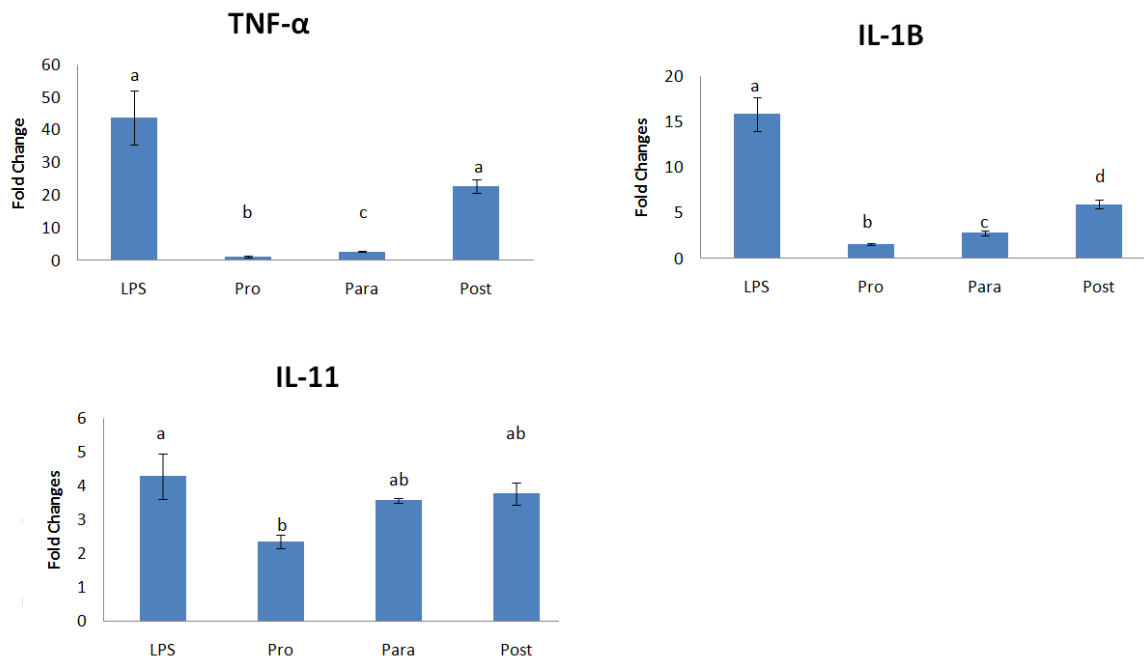 TNF-α
Fold Change
60
50
40
30
20
10
0
a
b
c
a
LPS Pro Para Post
IL-1B
Fold Changes
20
15
10
5
0
a
b
c
d
LPS Pro Para Post
IL-11
Fold Changes
6
5
4
3
2
1
0
a
b
ab
ab
LPS Pro Para Post